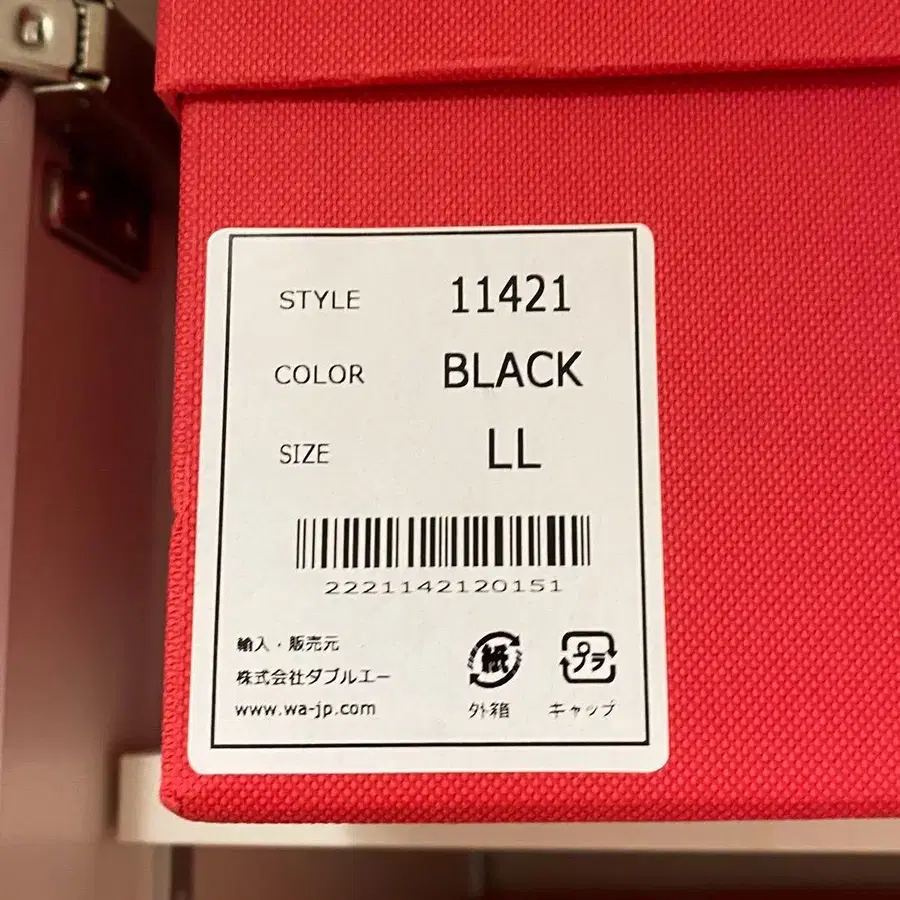 STYLE 11421
COLOR BLACK
SIZE LL
2221142120151
輸入・販売元
株式会社ダブルエー
www.wa-jp.com
紙
外箱
プラ
キャップ